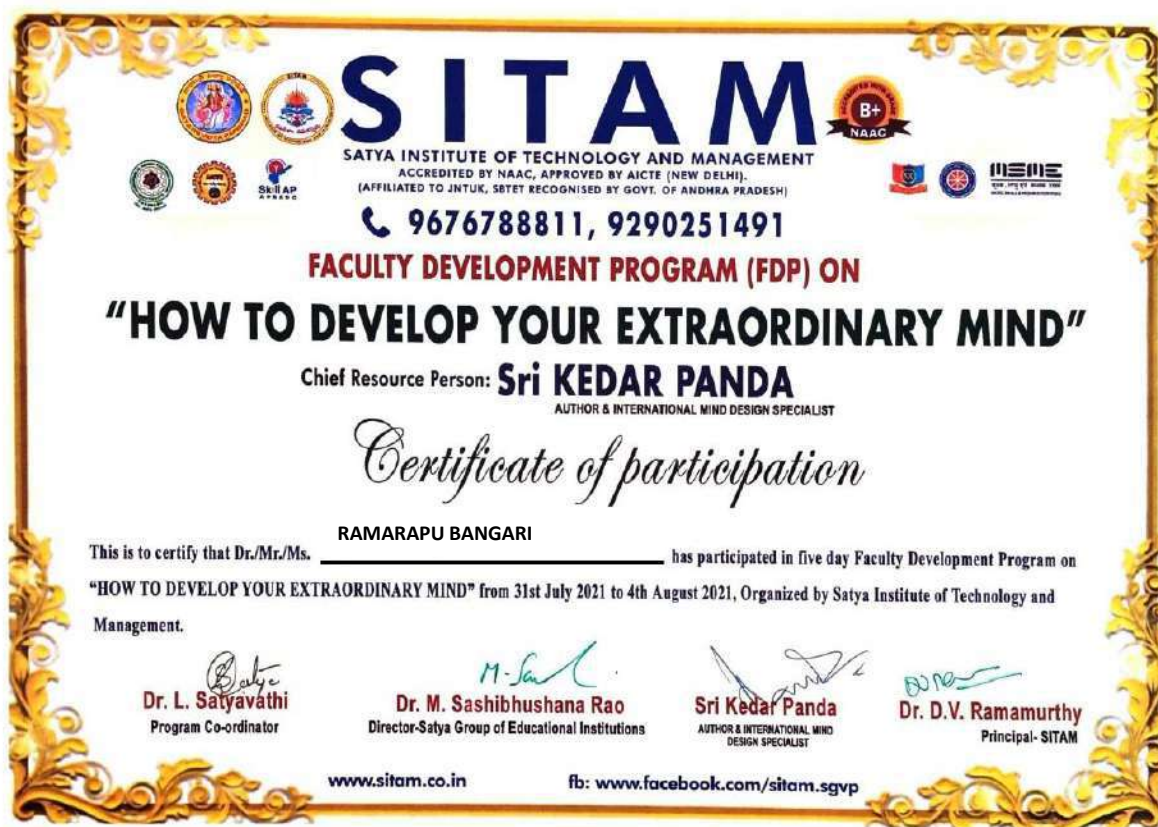 SITAM
B+
NAAC
SATYA INSTITUTE OF TECHNOLOGY AND MANAGEMENT
ACCREDITED BY NAAC, APPROVED BY AICTE (NEW DELHI).
(AFFILIATED TO JNTUK, SBTET RECOGNISED BY GOVT. OF ANDHRA PRADESH)
Skill AP
MSME
9676788811, 9290251491
FACULTY DEVELOPMENT PROGRAM (FDP) ON
"HOW TO DEVELOP YOUR EXTRAORDINARY MIND"
Chief Resource Person: Sri KEDAR PANDA
AUTHOR & INTERNATIONAL MIND DESIGN SPECIALIST
Certificate of participation
RAMARAPU BANGARI
This is to certify that Dr./Mr./Ms. has participated in five day Faculty Development Program on
"HOW TO DEVELOP YOUR EXTRAORDINARY MIND" from 31st July 2021 to 4th August 2021, Organized by Satya Institute of Technology and
Management.
Dr. L. Satyavathi
Program Co-ordinator
Dr. M. Sashibhushana Rao
Director-Satya Group of Educational Institutions
Sri Kedar Panda
AUTHOR & INTERNATIONAL MIND
DESIGN SPECIALIST
Dr. D.V. Ramamurthy
Principal- SITAM
www.sitam.co.in
fb: www.facebook.com/sitam.sgvp